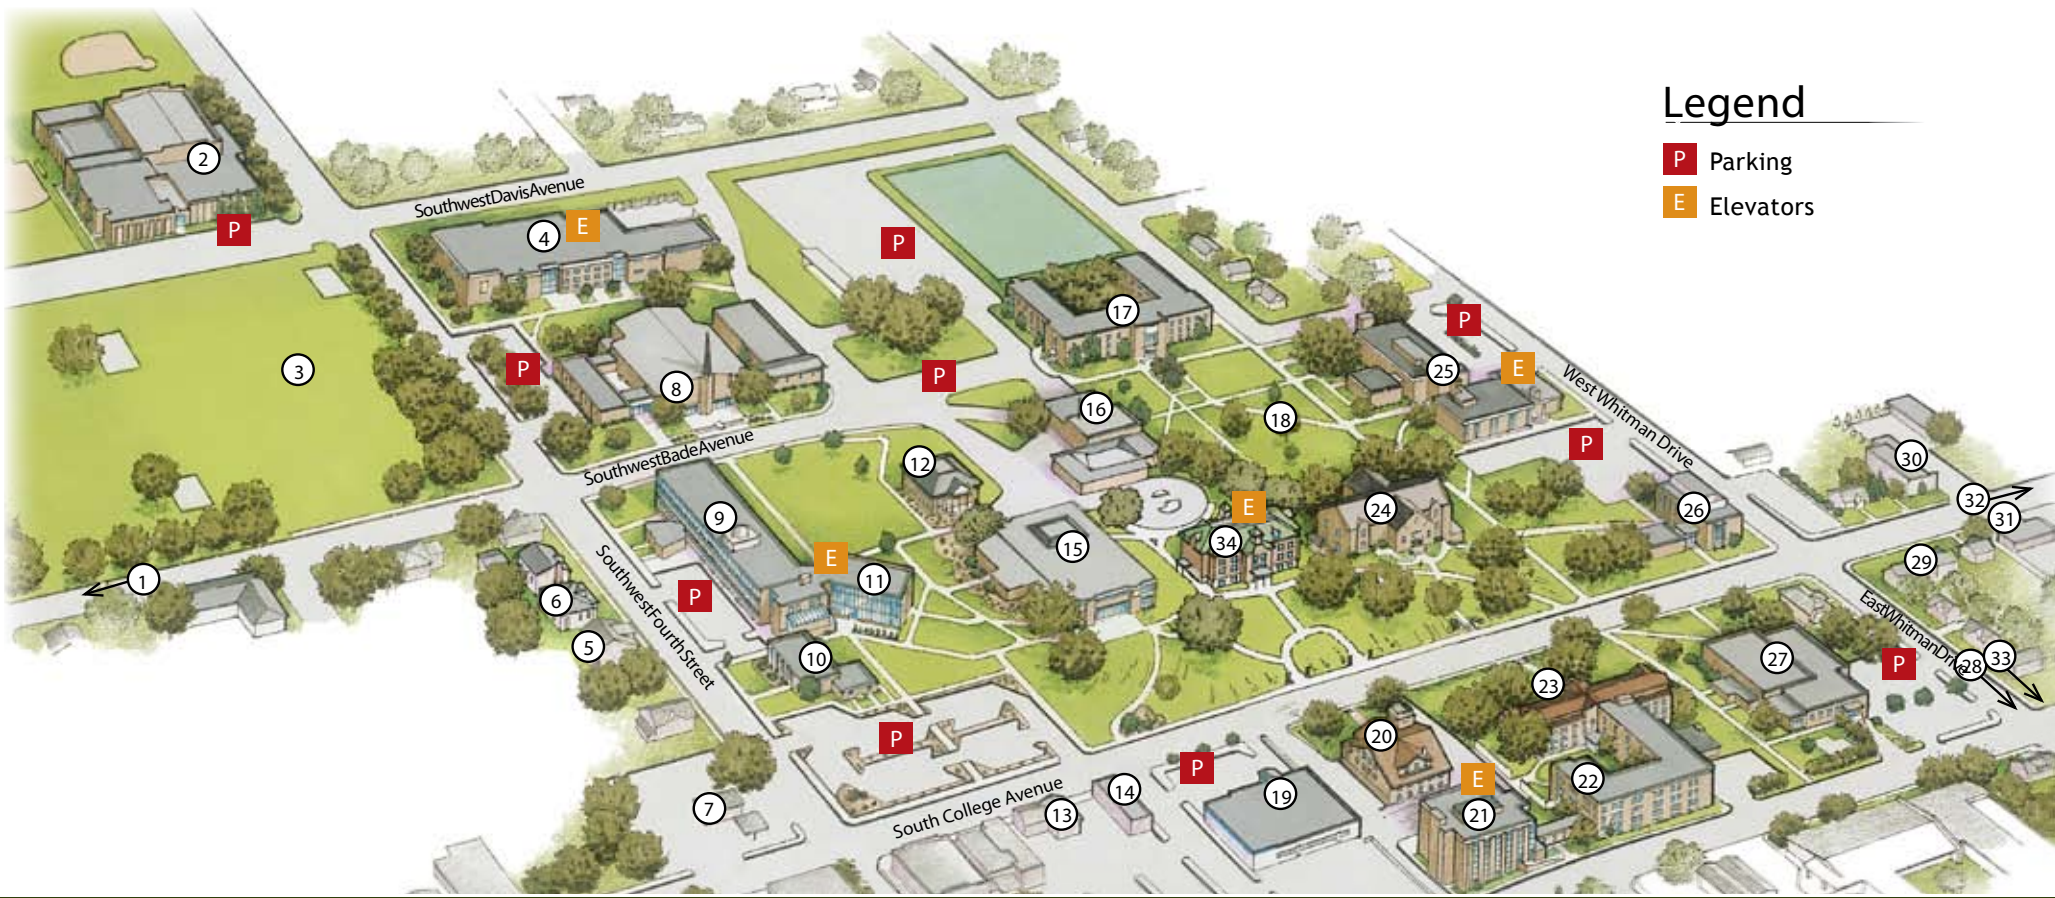 Legend
P Parking
E Elevators
2
P
SouthwestDavisAvenue
4
E
P
17
P
3
P
8
P
16
18
25
E
West Whitman Drive
P
SouthwestBadeAvenue
12
30
32
31
9
E
24
26
15
34
E
11
29
1
6
P
SouthwestFourthStreet
5
10
EastWhitmanDrive
27
P
28
33
23
P
20
P
E
22
7
South College Avenue
13
14
19
21